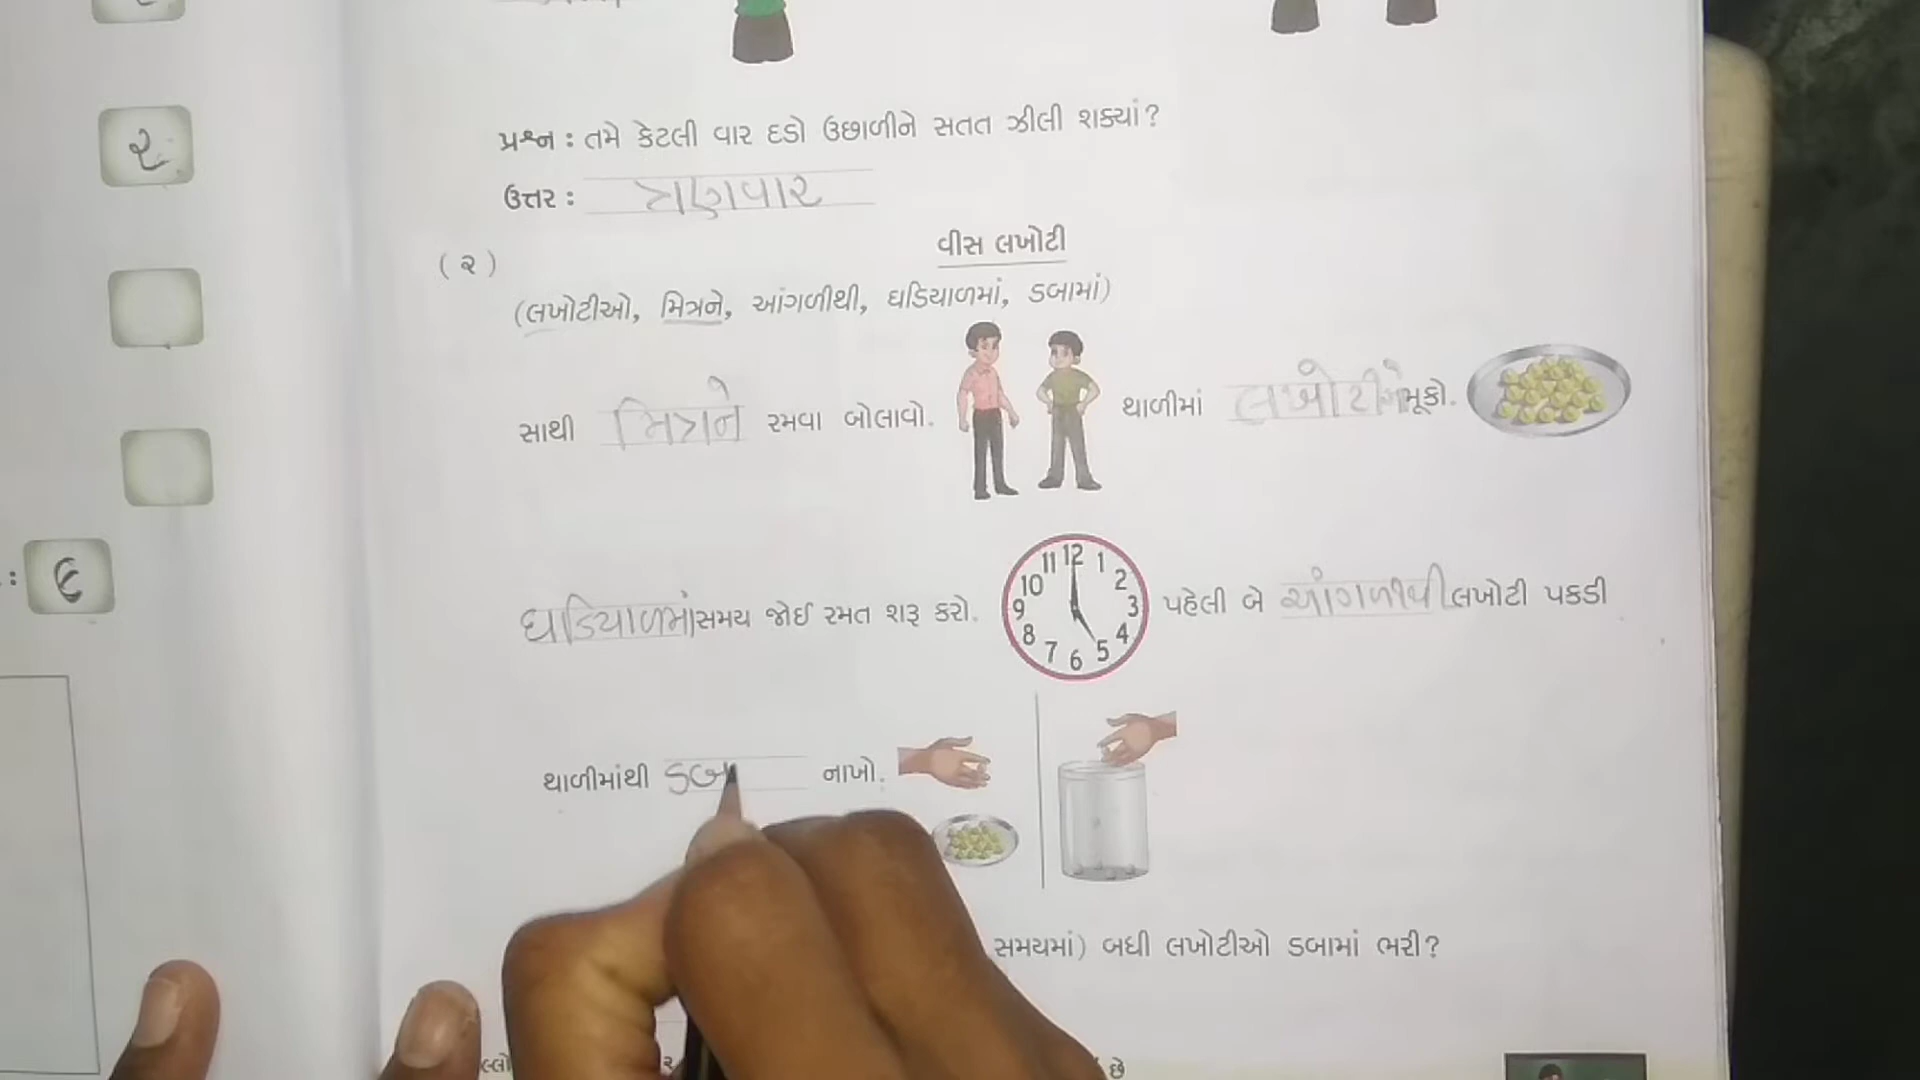 ૨
પ્રશ્ન : તમે કેટલી વાર દડો ઉછાળીને સતત ઝીલી શક્યાં?
ઉત્તર : ત્રણવાર
(૨) વીસ લખોટી
(લખોટીઓ, મિત્રને, આંગળીથી, ઘડિયાળમાં, ડબામાં)
સાથી મિત્રને રમવા બોલાવો. થાળીમાં લખોટીઓ મૂકો.
: ૬
ઘડિયાળમાં સમય જોઈ રમત શરૂ કરો. 12 1 2 3 4 5 6 7 8 9 10 11 પહેલી બે આંગળીથી લખોટી પકડી
થાળીમાંથી ડબા નાખો.
સમયમાં) બધી લખોટીઓ ડબામાં ભરી?
છે